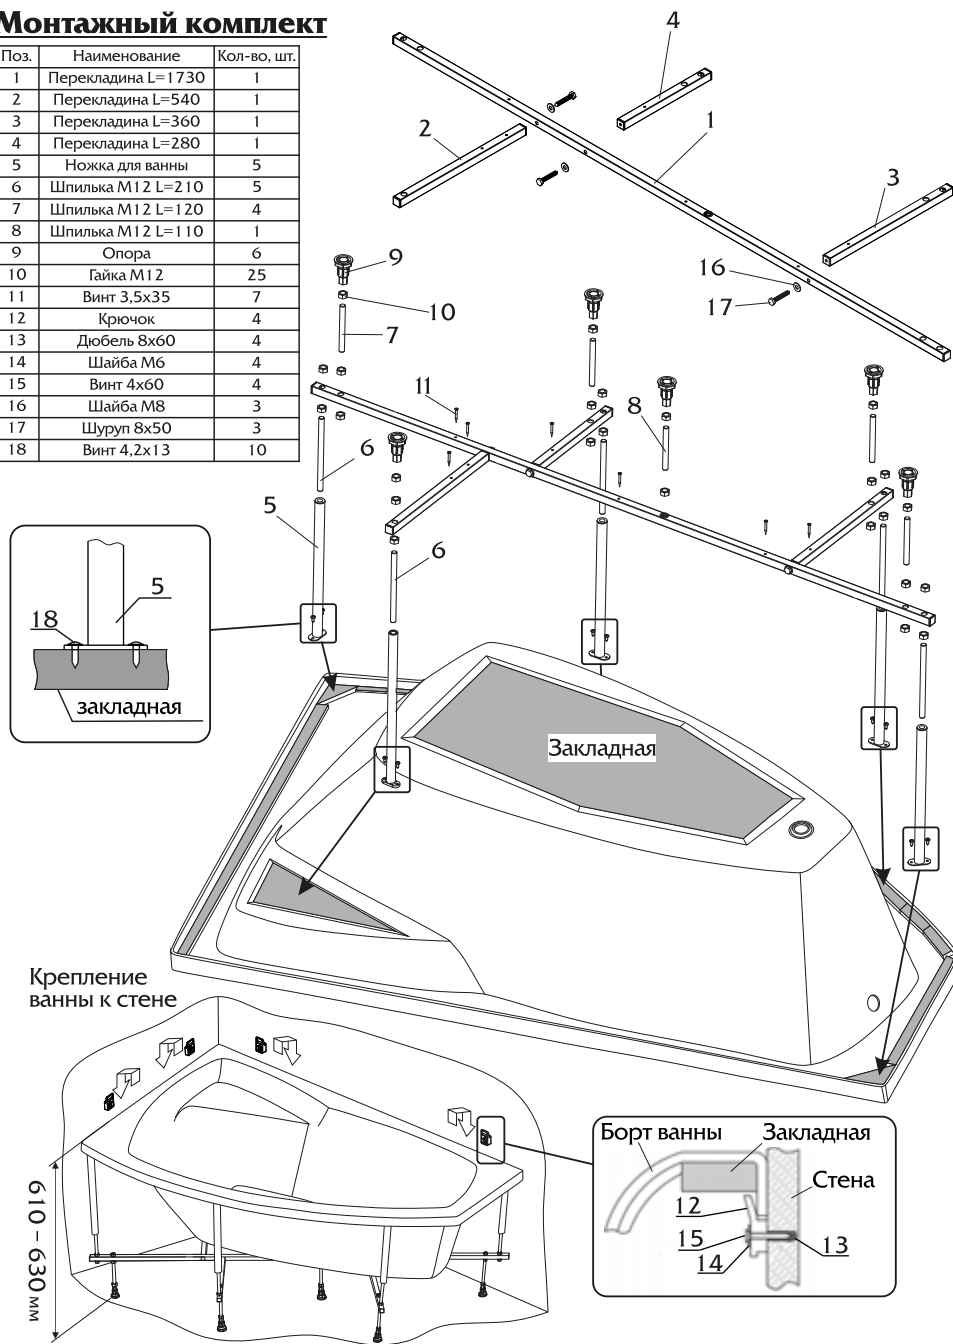 Монтажный комплект
Поз. Наименование Кол-во, шт.
1 Перекладина L=1730 1
2 Перекладина L=540 1
3 Перекладина L=360 1
4 Перекладина L=280 1
5 Ножка для ванны 5
6 Шпилька М12 L=210 5
7 Шпилька М12 L=120 4
8 Шпилька М12 L=110 1
9 Опора 6
10 Гайка М12 25
11 Винт 3,5х35 7
12 Крючок 4
13 Дюбель 8х60 4
14 Шайба М6 4
15 Винт 4х60 4
16 Шайба М8 3
17 Шуруп 8х50 3
18 Винт 4,2х13 10
4
2
1
3
9
16
10
17
7
11
8
6
5
6
5
18
закладная
Закладная
Крепление
ванны к стене
Борт ванны
Закладная
Стена
12
15
13
14
610 – 630 мм